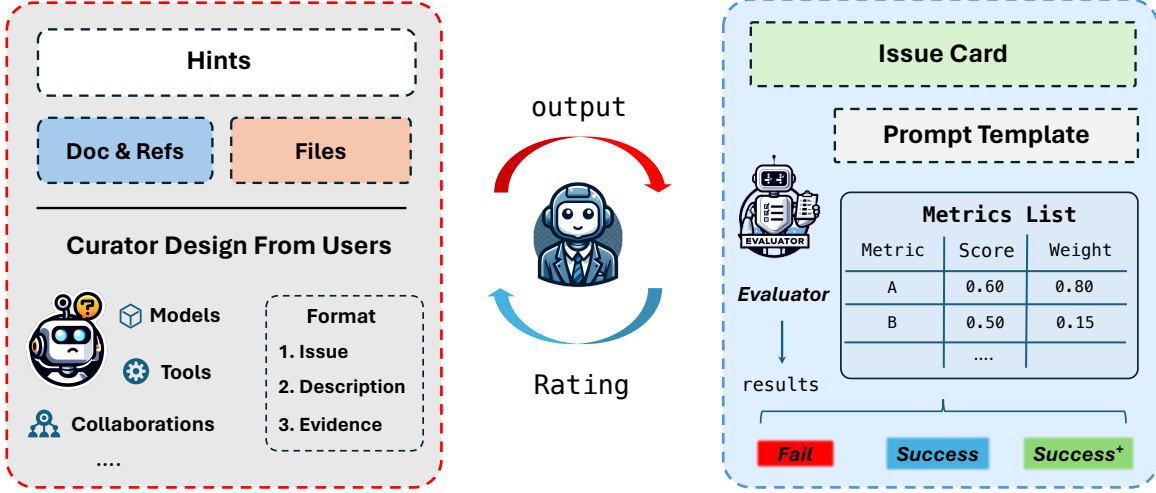 Hints
Doc & Refs
Files
Curator Design From Users
?
Models
Tools
Collaborations
....
Format
1. Issue
2. Description
3. Evidence
output
Rating
Issue Card
Prompt Template
EVALUATOR
Evaluator
results
Metrics List
Metric Score Weight
A 0.60 0.80
B 0.50 0.15
....
Fail
Success
Success⁺